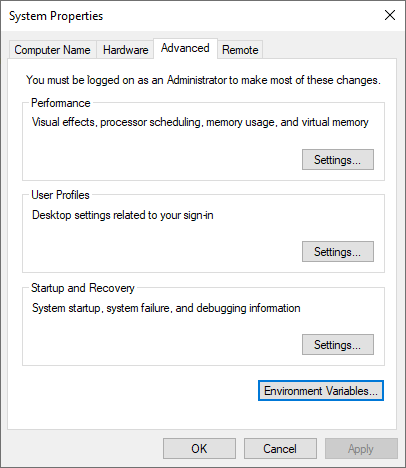 System Properties
Computer Name Hardware Advanced Remote
You must be logged on as an Administrator to make most of these changes.
Performance
Visual effects, processor scheduling, memory usage, and virtual memory
Settings...
User Profiles
Desktop settings related to your sign-in
Settings...
Startup and Recovery
System startup, system failure, and debugging information
Settings...
Environment Variables...
OK Cancel Apply